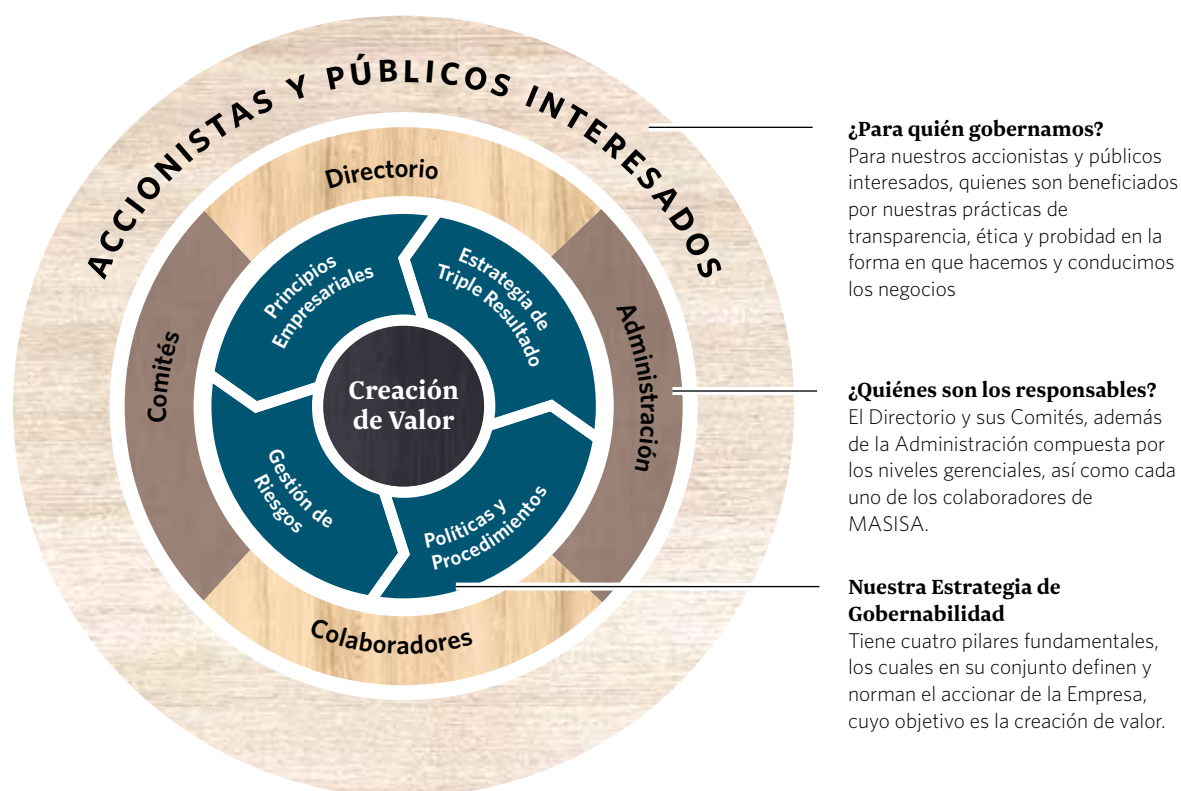 ACCIONISTAS Y PÚBLICOS INTERESADOS
Directorio
Comités
Administración
Colaboradores
Principios
Empresariales
Estrategia de
Triple Resultado
Gestión de
Riesgos
Políticas y
Procedimientos
Creación
de Valor
¿Para quién gobernamos?
Para nuestros accionistas y públicos
interesados, quienes son beneficiados
por nuestras prácticas de
transparencia, ética y probidad en la
forma en que hacemos y conducimos
los negocios
¿Quiénes son los responsables?
El Directorio y sus Comités, además
de la Administración compuesta por
los niveles gerenciales, así como cada
uno de los colaboradores de
MASISA.
Nuestra Estrategia de
Gobernabilidad
Tiene cuatro pilares fundamentales,
los cuales en su conjunto definen y
norman el accionar de la Empresa,
cuyo objetivo es la creación de valor.